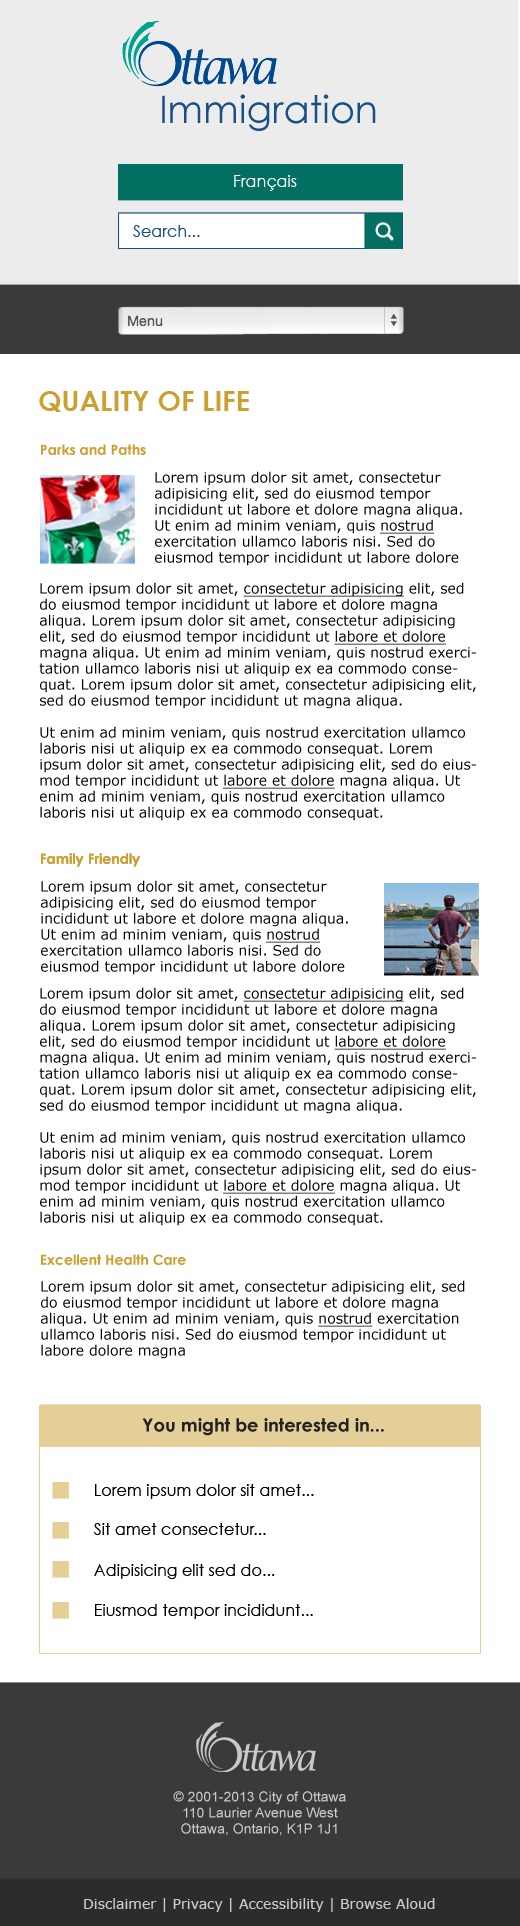 Ottawa
Immigration
Français
Search...
Menu
QUALITY OF LIFE
Parks and Paths
Lorem ipsum dolor sit amet, consectetur
adipisicing elit, sed do eiusmod tempor
incididunt ut labore et dolore magna aliqua.
Ut enim ad minim veniam, quis nostrud
exercitation ullamco laboris nisi. Sed do
eiusmod tempor incididunt ut labore dolore
Lorem ipsum dolor sit amet, consectetur adipisicing elit, sed
do eiusmod tempor incididunt ut labore et dolore magna
aliqua. Lorem ipsum dolor sit amet, consectetur adipisicing
elit, sed do eiusmod tempor incididunt ut labore et dolore
magna aliqua. Ut enim ad minim veniam, quis nostrud exerci-
tation ullamco laboris nisi ut aliquip ex ea commodo conse-
quat. Lorem ipsum dolor sit amet, consectetur adipisicing elit,
sed do eiusmod tempor incididunt ut magna aliqua.
Ut enim ad minim veniam, quis nostrud exercitation ullamco
laboris nisi ut aliquip ex ea commodo consequat. Lorem
ipsum dolor sit amet, consectetur adipisicing elit, sed do eius-
mod tempor incididunt ut labore et dolore magna aliqua. Ut
enim ad minim veniam, quis nostrud exercitation ullamco
laboris nisi ut aliquip ex ea commodo consequat.
Family Friendly
Lorem ipsum dolor sit amet, consectetur
adipisicing elit, sed do eiusmod tempor
incididunt ut labore et dolore magna aliqua.
Ut enim ad minim veniam, quis nostrud
exercitation ullamco laboris nisi. Sed do
eiusmod tempor incididunt ut labore dolore
Lorem ipsum dolor sit amet, consectetur adipisicing elit, sed
do eiusmod tempor incididunt ut labore et dolore magna
aliqua. Lorem ipsum dolor sit amet, consectetur adipisicing
elit, sed do eiusmod tempor incididunt ut labore et dolore
magna aliqua. Ut enim ad minim veniam, quis nostrud exerci-
tation ullamco laboris nisi ut aliquip ex ea commodo conse-
quat. Lorem ipsum dolor sit amet, consectetur adipisicing elit,
sed do eiusmod tempor incididunt ut magna aliqua.
Ut enim ad minim veniam, quis nostrud exercitation ullamco
laboris nisi ut aliquip ex ea commodo consequat. Lorem
ipsum dolor sit amet, consectetur adipisicing elit, sed do eius-
mod tempor incididunt ut labore et dolore magna aliqua. Ut
enim ad minim veniam, quis nostrud exercitation ullamco
laboris nisi ut aliquip ex ea commodo consequat.
Excellent Health Care
Lorem ipsum dolor sit amet, consectetur adipisicing elit, sed
do eiusmod tempor incididunt ut labore et dolore magna
aliqua. Ut enim ad minim veniam, quis nostrud exercitation
ullamco laboris nisi. Sed do eiusmod tempor incididunt ut
labore dolore magna
You might be interested in...
Lorem ipsum dolor sit amet...
Sit amet consectetur...
Adipisicing elit sed do...
Eiusmod tempor incididunt...
Ottawa
© 2001-2013 City of Ottawa
110 Laurier Avenue West
Ottawa, Ontario, K1P 1J1
Disclaimer | Privacy | Accessibility | Browse Aloud